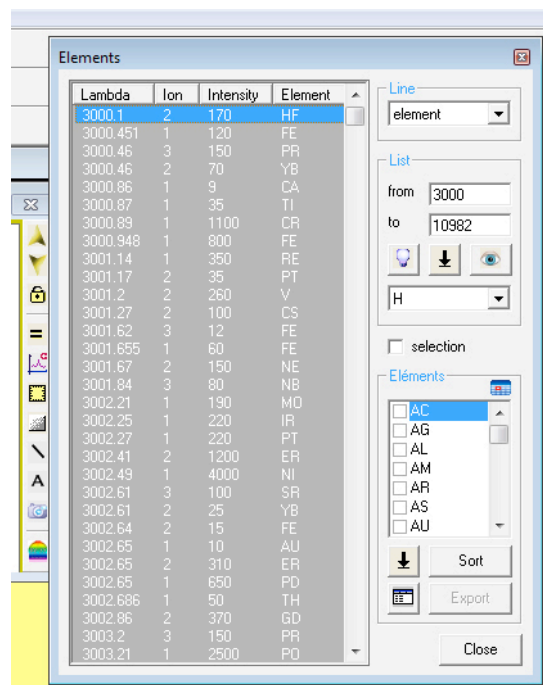 Elements
Lambda Ion Intensity Element
3000.1 2 170 HF
3000.451 1 120 FE
3000.46 3 150 PR
3000.46 2 70 YB
3000.86 1 9 CA
3000.87 1 35 TI
3000.89 1 1100 CR
3000.948 1 800 FE
3001.14 1 350 RE
3001.17 2 35 PT
3001.2 2 260 V
3001.27 2 100 CS
3001.62 3 12 FE
3001.655 1 60 FE
3001.67 2 150 NE
3001.84 3 80 NB
3002.21 1 190 MO
3002.25 1 220 IR
3002.27 1 220 PT
3002.41 2 1200 ER
3002.49 1 4000 NI
3002.61 3 100 SR
3002.61 2 25 YB
3002.64 2 15 FE
3002.65 1 10 AU
3002.65 2 310 ER
3002.65 1 650 PD
3002.686 1 50 TH
3002.86 2 370 GD
3003.2 3 150 PR
3003.21 1 2500 PO
Line
element
List
from 3000
to 10982
H
selection
Eléments
AC
AG
AL
AM
AR
AS
AU
Sort
Export
Close
A